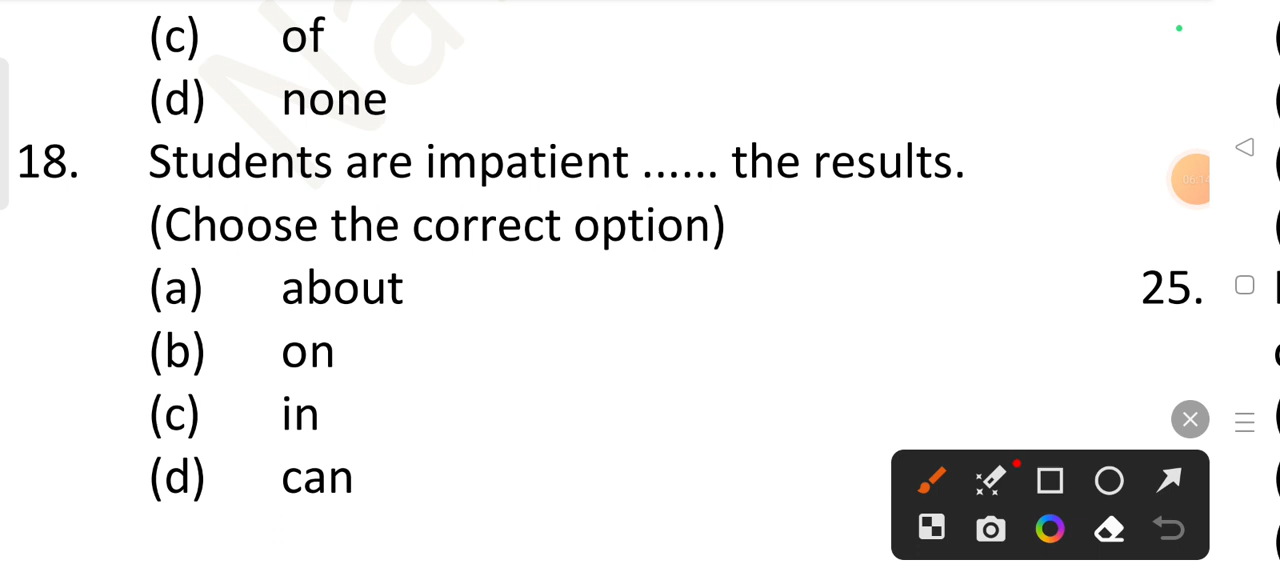 (c) of
(d) none
18. Students are impatient ...... the results.
(Choose the correct option)
(a) about
(b) on
(c) in
(d) can
25.